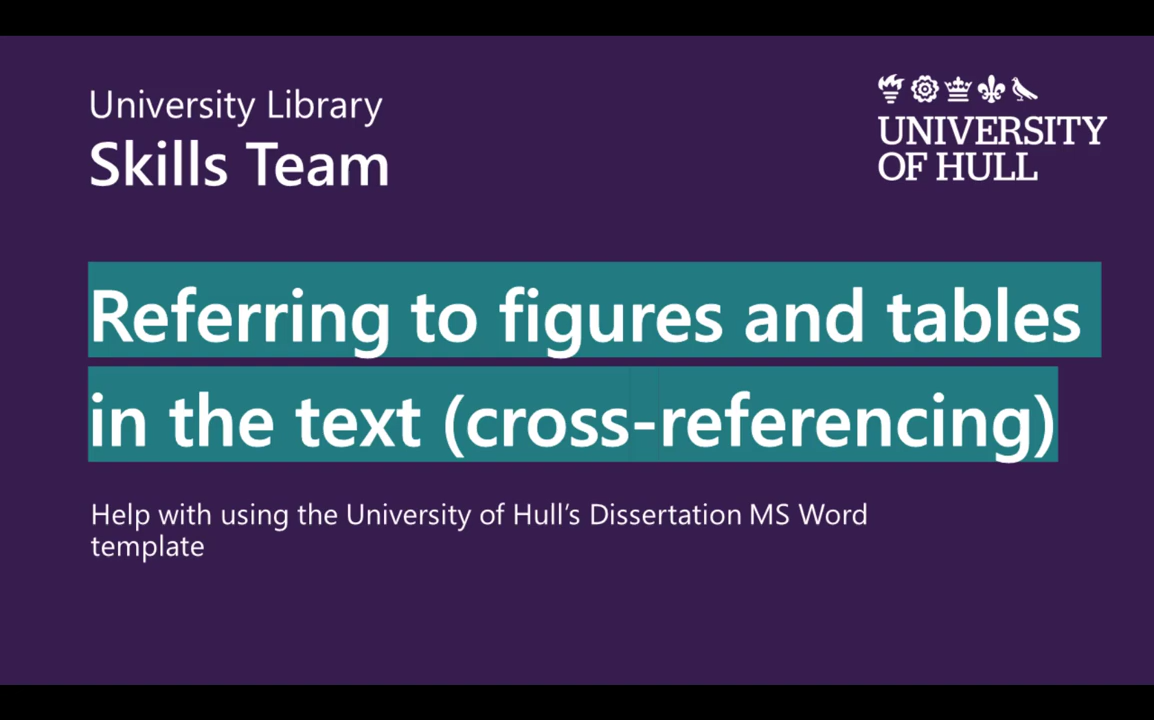 University Library
Skills Team
UNIVERSITY
OF HULL
Referring to figures and tables
in the text (cross-referencing)
Help with using the University of Hull's Dissertation MS Word
template